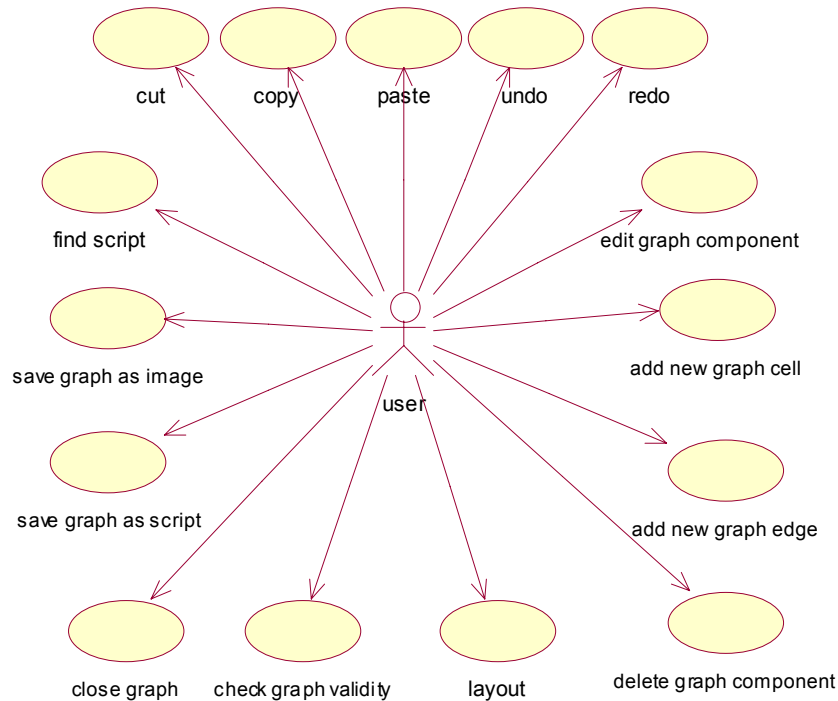 cut
copy
paste
undo
redo
find script
edit graph component
save graph as image
add new graph cell
user
save graph as script
add new graph edge
close graph
check graph validity
layout
delete graph component